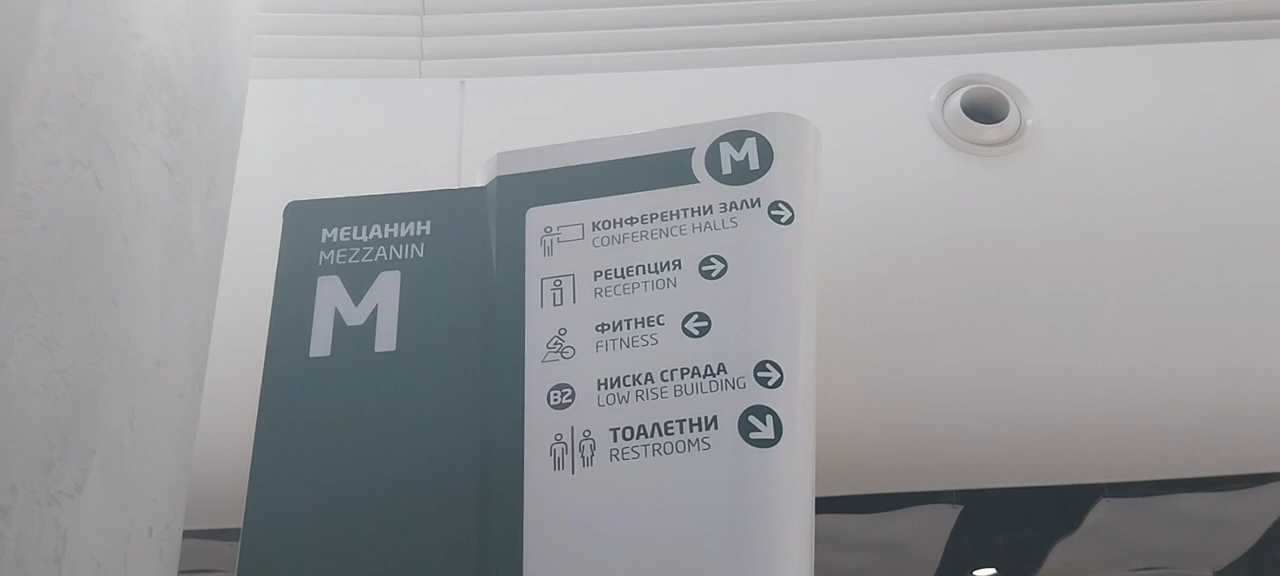 МЕЦАНИН
MEZZANIN
M
M
КОНФЕРЕНТНИ ЗАЛИ
CONFERENCE HALLS
РЕЦЕПЦИЯ
RECEPTION
ФИТНЕС
FITNESS
B2
НИСКА СГРАДА
LOW RISE BUILDING
ТОАЛЕТНИ
RESTROOMS